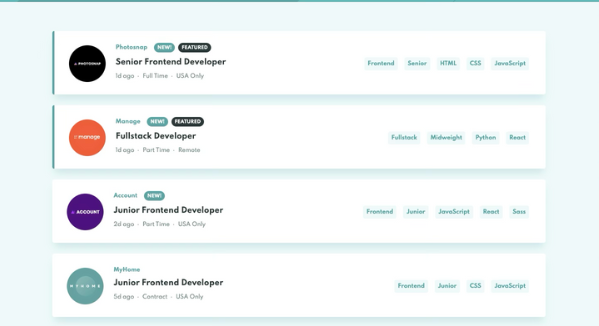 PHOTOSNAP
Photosnap NEW! FEATURED
Senior Frontend Developer
1d ago · Full Time · USA Only
Frontend Senior HTML CSS JavaScript
manage
Manage NEW! FEATURED
Fullstack Developer
1d ago · Part Time · Remote
Fullstack Midweight Python React
ACCOUNT
Account NEW!
Junior Frontend Developer
2d ago · Part Time · USA Only
Frontend Junior JavaScript React Sass
MYHOME
MyHome
Junior Frontend Developer
5d ago · Contract · USA Only
Frontend Junior CSS JavaScript